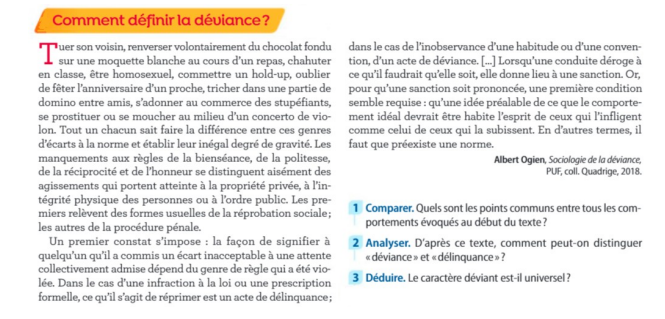 Comment définir la déviance ?
Tuer son voisin, renverser volontairement du chocolat fondu
sur une moquette blanche au cours d'un repas, chahuter
en classe, être homosexuel, commettre un hold-up, oublier
de fêter l'anniversaire d'un proche, tricher dans une partie de
domino entre amis, s'adonner au commerce des stupéfiants,
se prostituer ou se moucher au milieu d'un concerto de vio-
lon. Tout un chacun sait faire la différence entre ces genres
d'écarts à la norme et établir leur inégal degré de gravité. Les
manquements aux règles de la bienséance, de la politesse,
de la réciprocité et de l'honneur se distinguent aisément des
agissements qui portent atteinte à la propriété privée, à l'in-
tégrité physique des personnes ou à l'ordre public. Les pre-
miers relèvent des formes usuelles de la réprobation sociale ;
les autres de la procédure pénale.
Un premier constat s'impose : la façon de signifier à
quelqu'un qu'il a commis un écart inacceptable à une attente
collectivement admise dépend du genre de règle qui a été vio-
lée. Dans le cas d'une infraction à la loi ou une prescription
formelle, ce qu'il s'agit de réprimer est un acte de délinquance ;
dans le cas de l'inobservance d'une habitude ou d'une conven-
tion, d'un acte de déviance. [...] Lorsqu'une conduite déroge à
ce qu'il faudrait qu'elle soit, elle donne lieu à une sanction. Or,
pour qu'une sanction soit prononcée, une première condition
semble requise : qu'une idée préalable de ce que le comporte-
ment idéal devrait être habite l'esprit de ceux qui l'infligent
comme celui de ceux qui la subissent. En d'autres termes, il
faut que préexiste une norme.
Albert Ogien, Sociologie de la déviance,
PUF, coll. Quadrige, 2018.
1 Comparer. Quels sont les points communs entre tous les com-
portements évoqués au début du texte ?
2 Analyser. D'après ce texte, comment peut-on distinguer
« déviance » et « délinquance » ?
3 Déduire. Le caractère déviant est-il universel ?